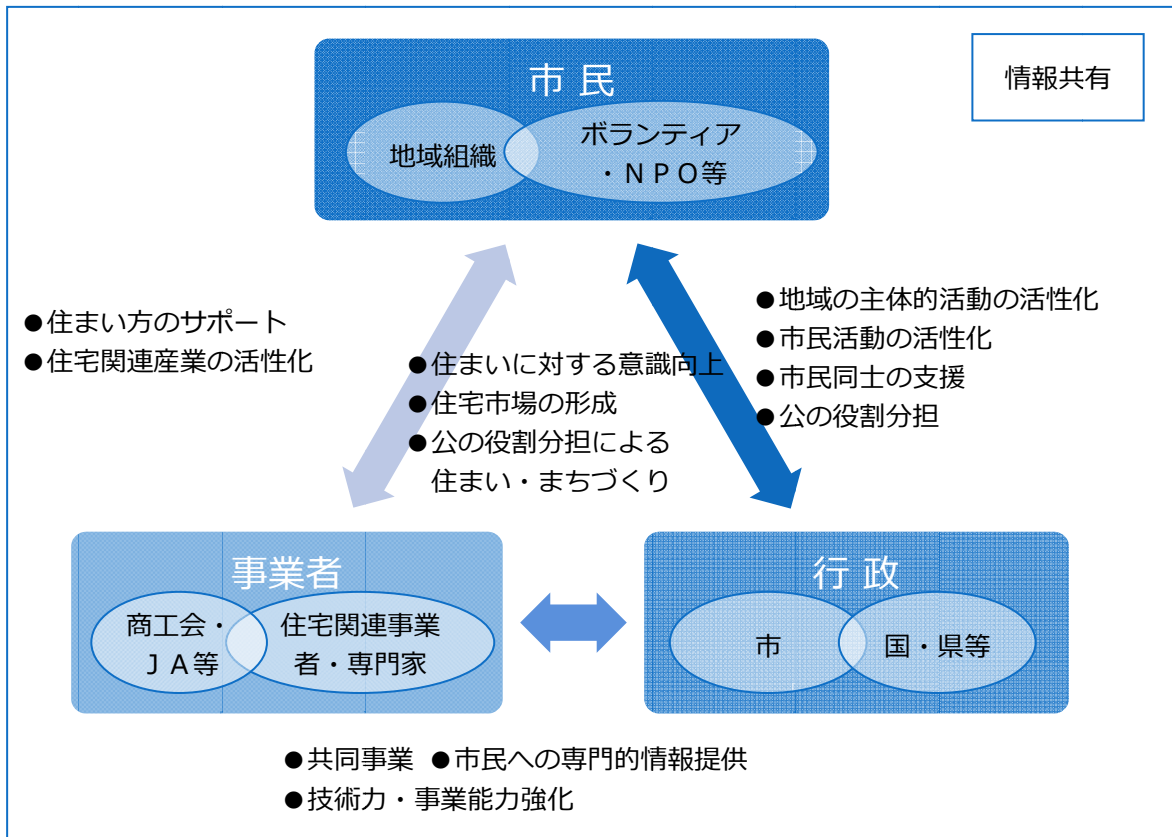 情報共有
市 民
地域組織
ボランティア
・ＮＰＯ等
●住まい方のサポート
●住宅関連産業の活性化
●住まいに対する意識向上
●住宅市場の形成
●公の役割分担による
住まい・まちづくり
●地域の主体的活動の活性化
●市民活動の活性化
●市民同士の支援
●公の役割分担
事業者
商工会・
ＪＡ等
住宅関連事業
者・専門家
行 政
市
国・県等
●共同事業 ●市民への専門的情報提供
●技術力・事業能力強化